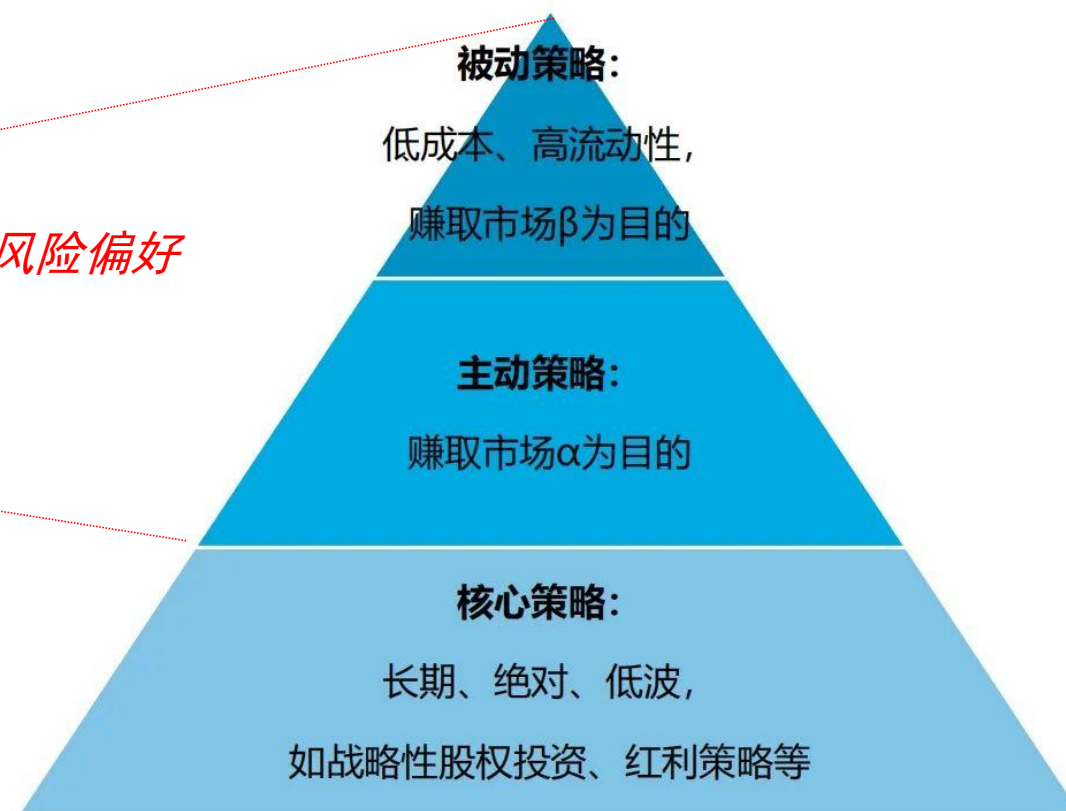 被动策略：
低成本、高流动性，
赚取市场β为目的
风险偏好
主动策略：
赚取市场α为目的
核心策略：
长期、绝对、低波，
如战略性股权投资、红利策略等